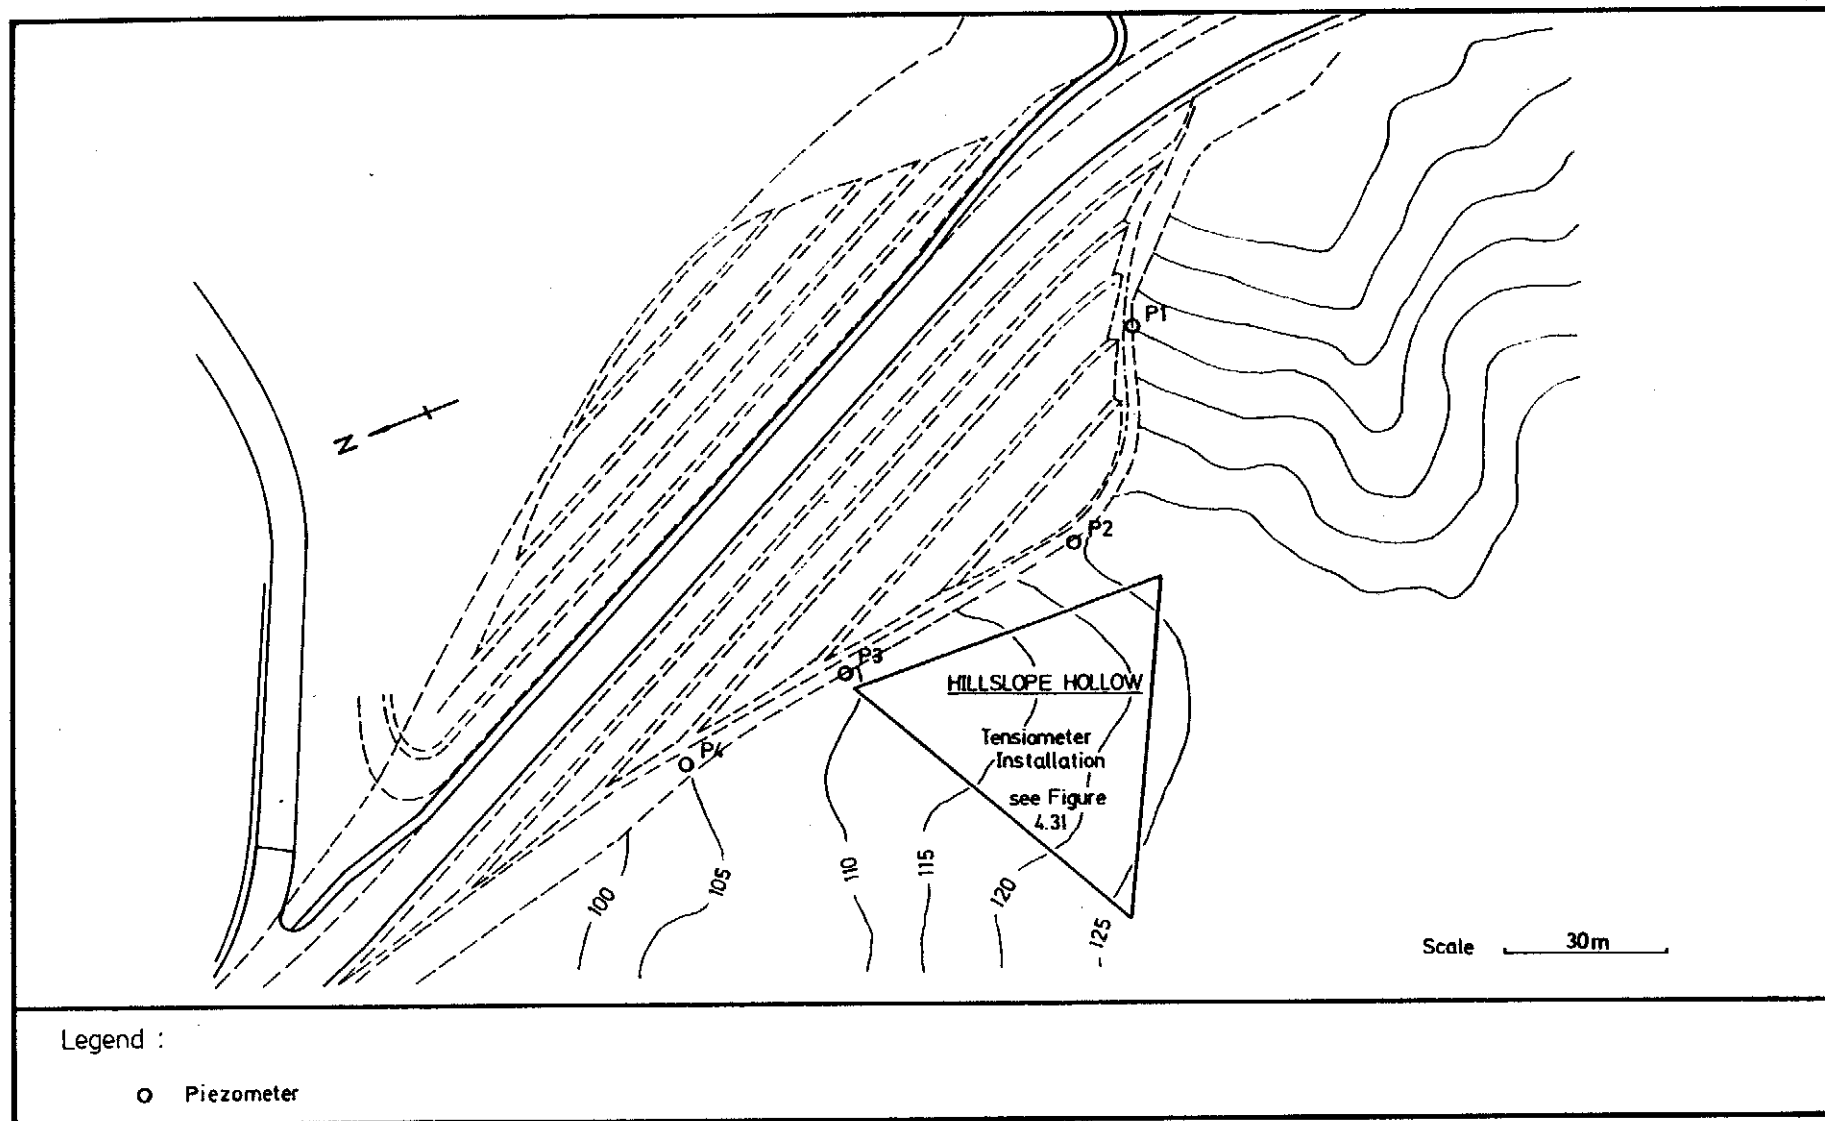 P1
N
P2
P3
HILLSLOPE HOLLOW
P4
Tensiometer
Installation
see Figure
4.31
100
105
110
115
120
125
Scale 30m
Legend :
Piezometer